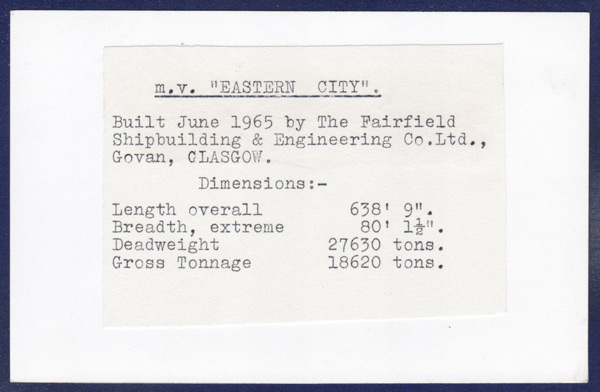 m.v. "EASTERN CITY".
Built June 1965 by The Fairfield
Shipbuilding & Engineering Co.Ltd.,
Govan, GLASGOW.
Dimensions:-
Length overall 638' 9".
Breadth, extreme 80' 1½".
Deadweight 27630 tons.
Gross Tonnage 18620 tons.